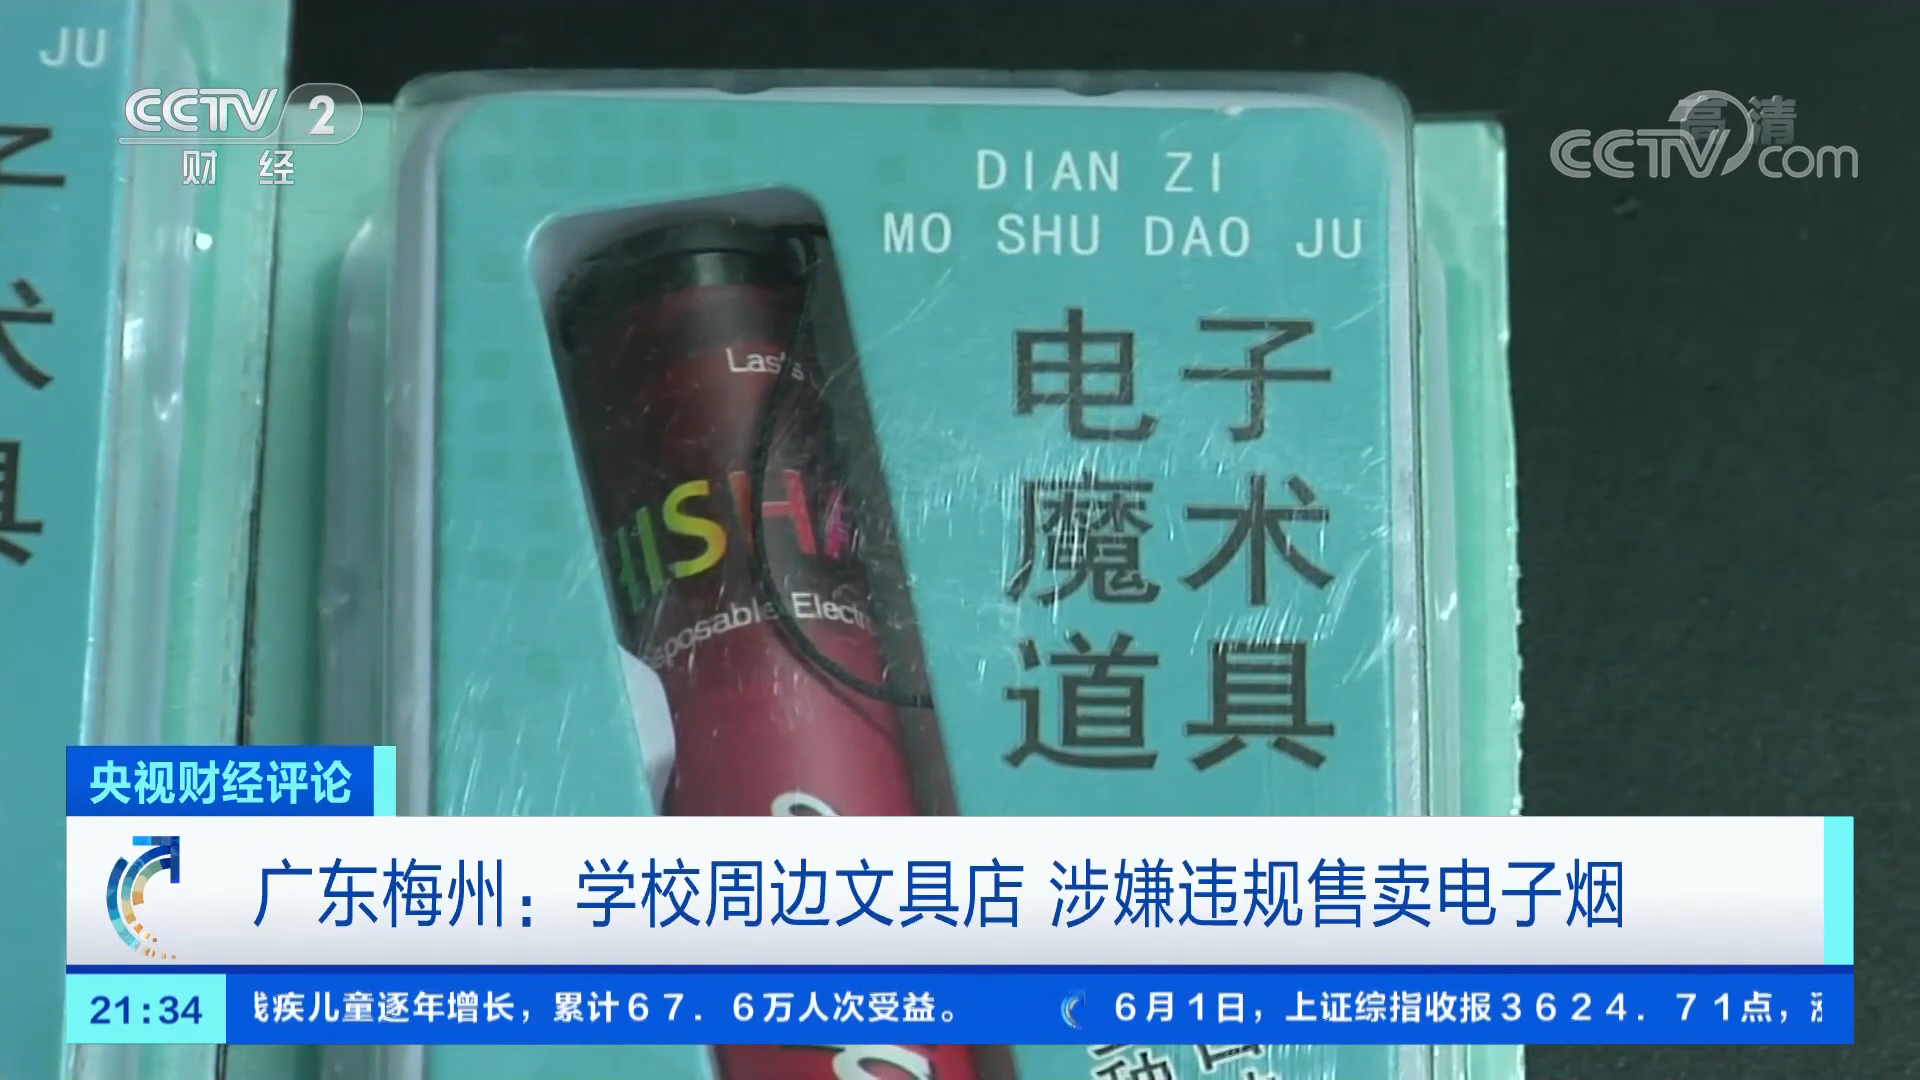 JU
CCTV 2
财 经
高清
CCTV com
DIAN ZI
MO SHU DAO JU
电子
魔术
道具
HISHA
sposable Electr
央视财经评论
广东梅州：学校周边文具店 涉嫌违规售卖电子烟
21:34
疾儿童逐年增长，累计67．6万人次受益。
6月1日，上证综指收报3624．71点，